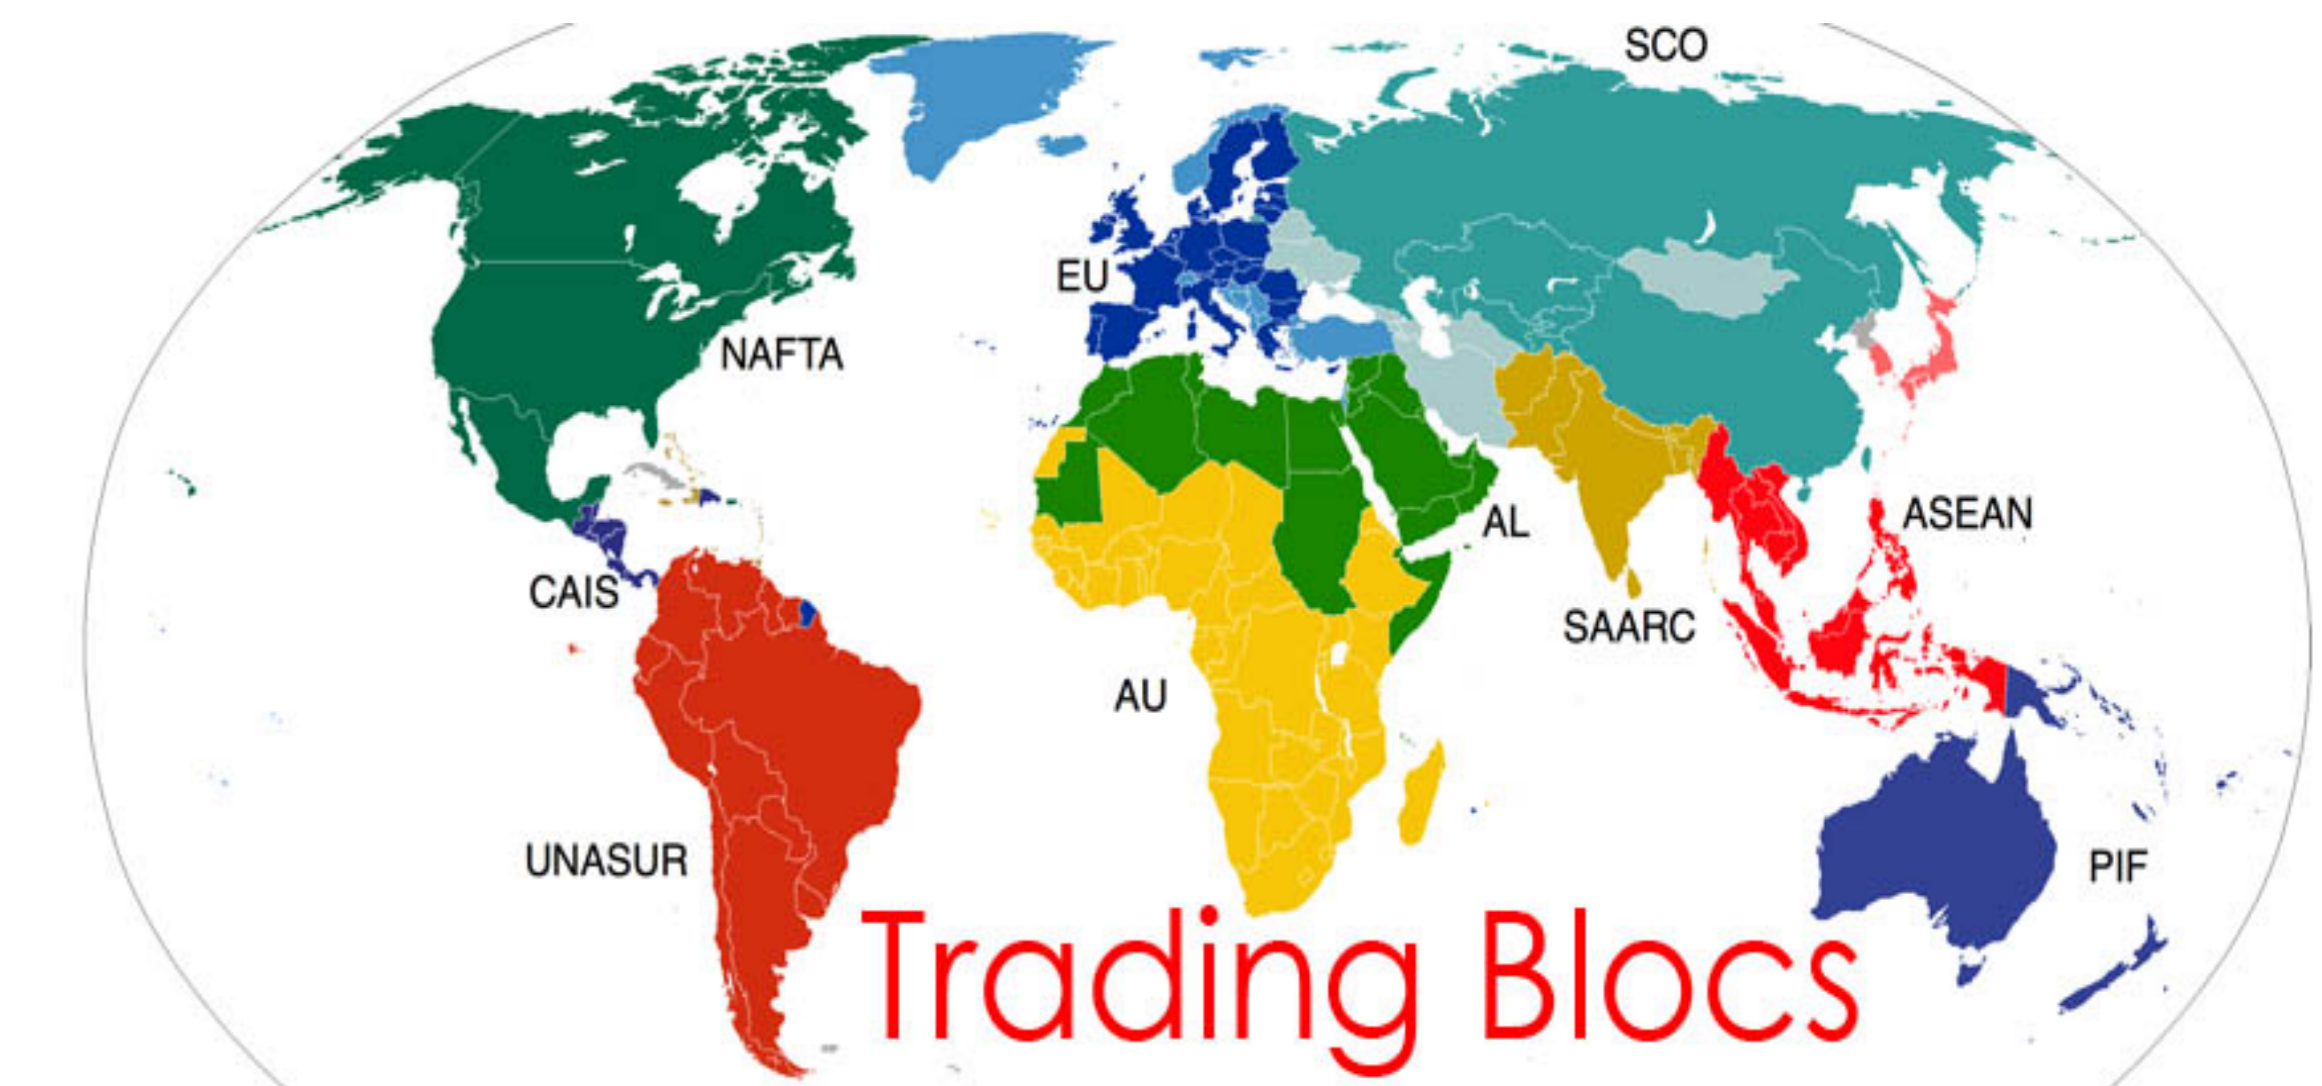 SCO
EU
NAFTA
ASEAN
AL
CAIS
SAARC
AU
UNASUR
PIF
Trading Blocs